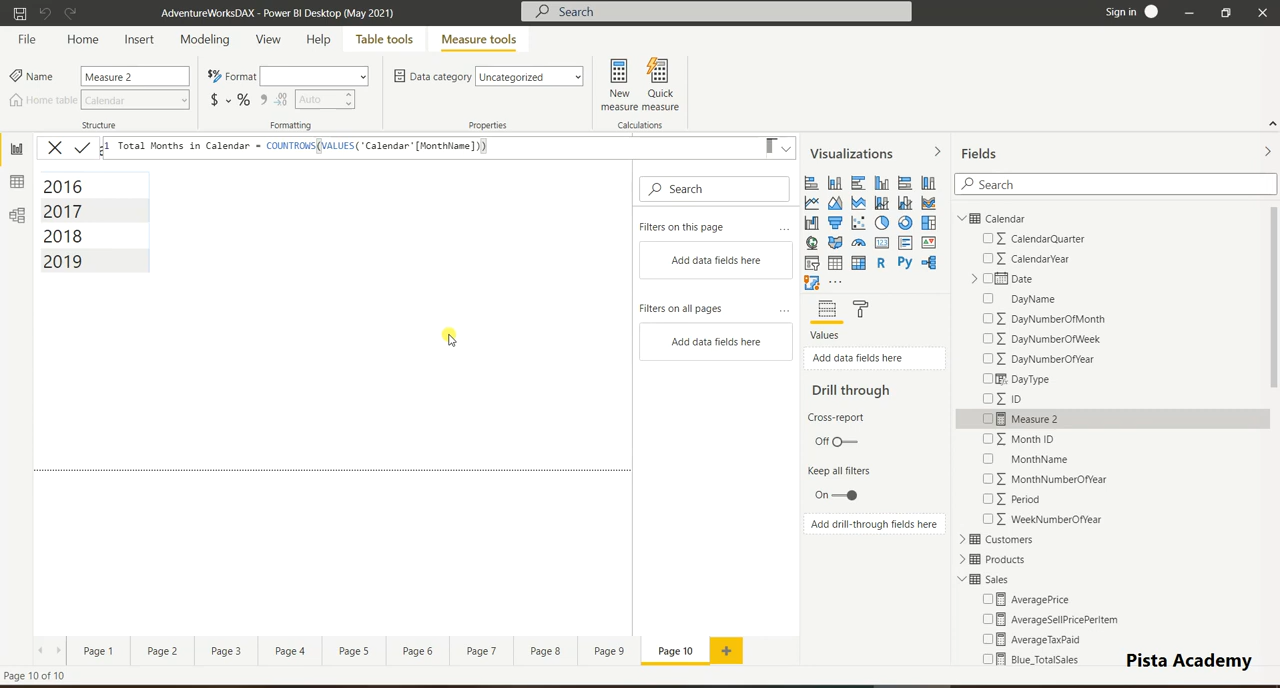 AdventureWorksDAX - Power BI Desktop (May 2021)
Search
Sign in
File
Home
Insert
Modeling
View
Help
Table tools
Measure tools
Name
Measure 2
Home table
Calendar
Structure
Format
$
%
Auto
Formatting
Data category
Uncategorized
Properties
New
measure
Quick
measure
Calculations
1 Total Months in Calendar = COUNTROWS(VALUES('Calendar'[MonthName]))
2016
2017
2018
2019
Search
Filters on this page
...
Add data fields here
Filters on all pages
...
Add data fields here
Visualizations
R
Py
...
Values
Add data fields here
Drill through
Cross-report
Off
Keep all filters
On
Add drill-through fields here
Fields
Search
Calendar
CalendarQuarter
CalendarYear
Date
DayName
DayNumberOfMonth
DayNumberOfWeek
DayNumberOfYear
DayType
ID
Measure 2
Month ID
MonthName
MonthNumberOfYear
Period
WeekNumberOfYear
Customers
Products
Sales
AveragePrice
AverageSellPricePerItem
AverageTaxPaid
Blue_TotalSales
Pista Academy
Page 1
Page 2
Page 3
Page 4
Page 5
Page 6
Page 7
Page 8
Page 9
Page 10
+
Page 10 of 10